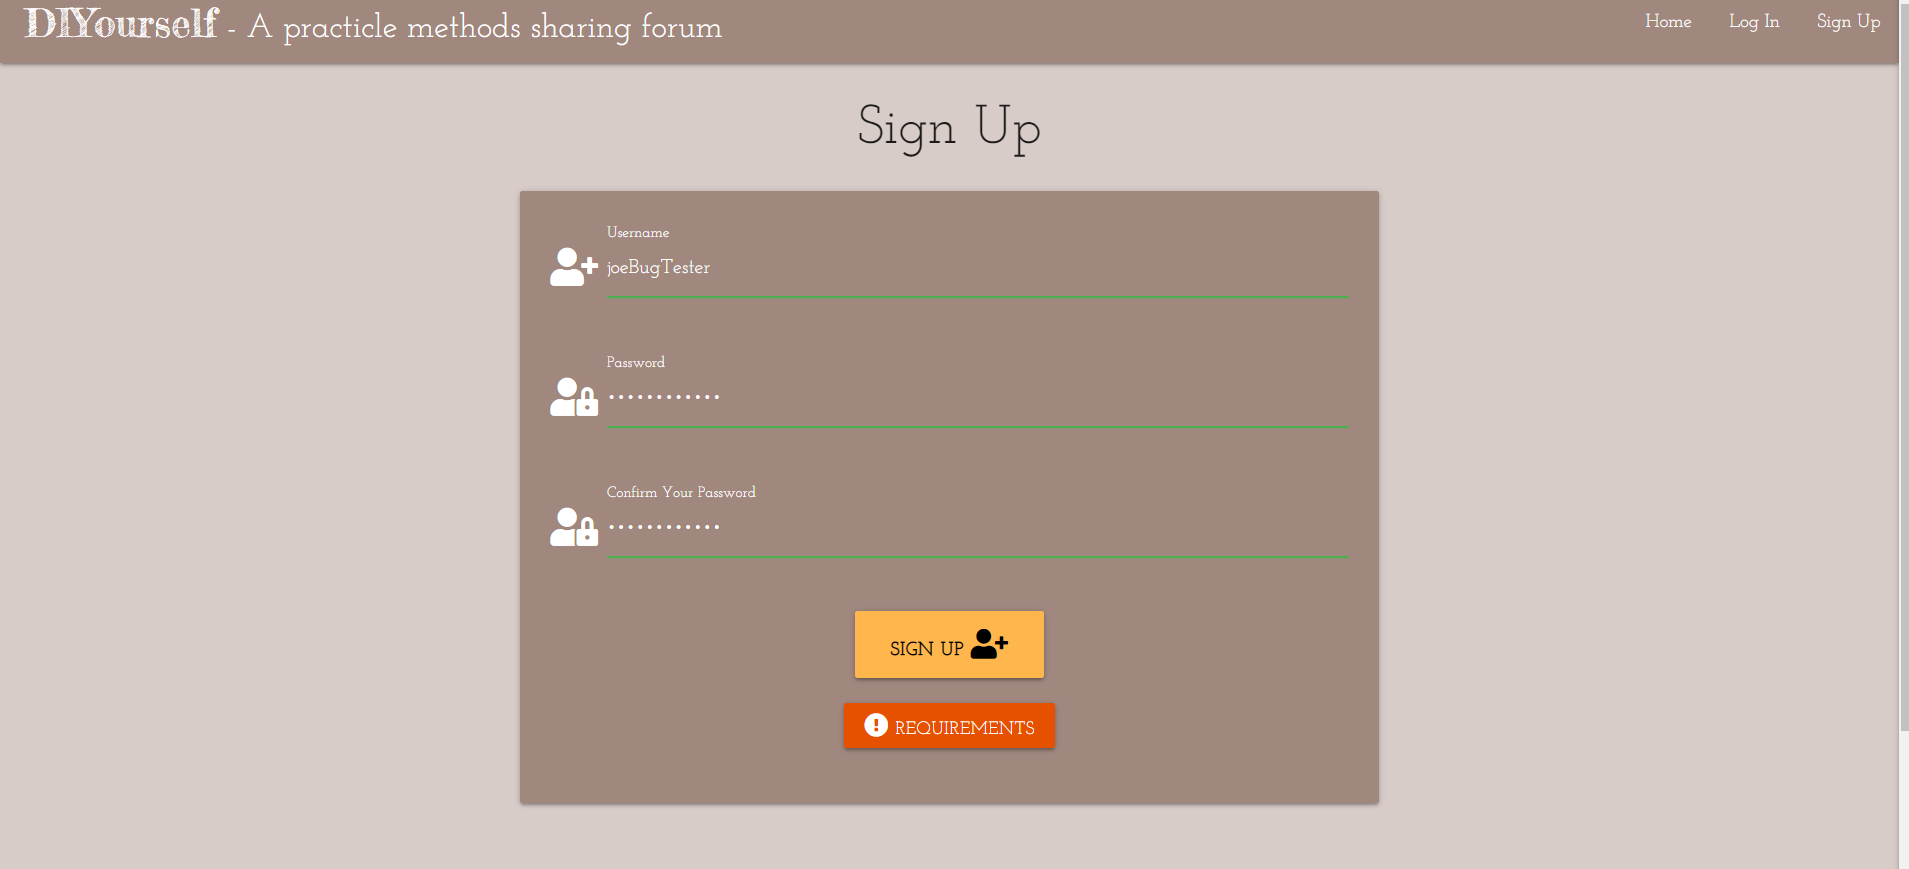 DIYourself - A practicle methods sharing forum
Home Log In Sign Up
Sign Up
Username
joeBugTester
Password
••••••••••••
Confirm Your Password
••••••••••••
SIGN UP
REQUIREMENTS